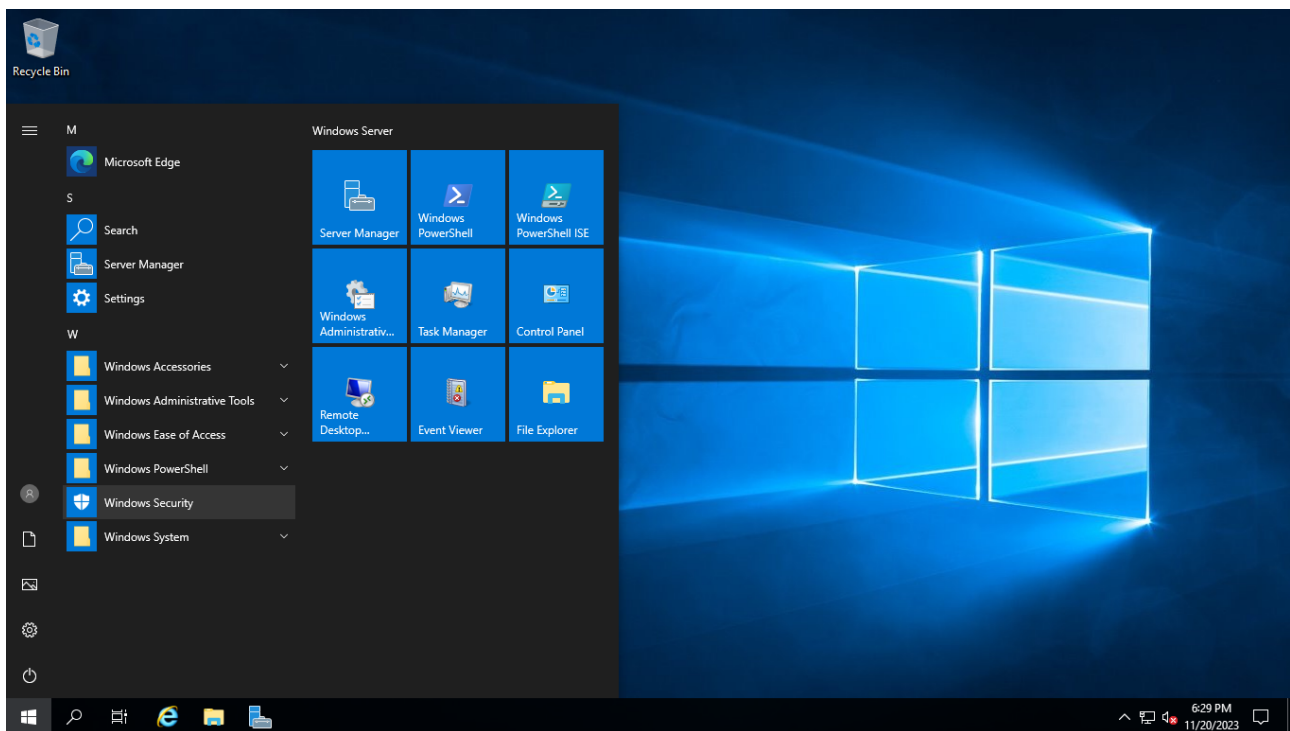 Recycle Bin
M
Microsoft Edge
S
Search
Server Manager
Settings
W
Windows Accessories
Windows Administrative Tools
Windows Ease of Access
Windows PowerShell
Windows Security
Windows System
Windows Server
Server Manager
Windows
PowerShell
Windows
PowerShell ISE
Windows
Administrativ...
Task Manager
Control Panel
Remote
Desktop...
Event Viewer
File Explorer
6:29 PM
11/20/2023